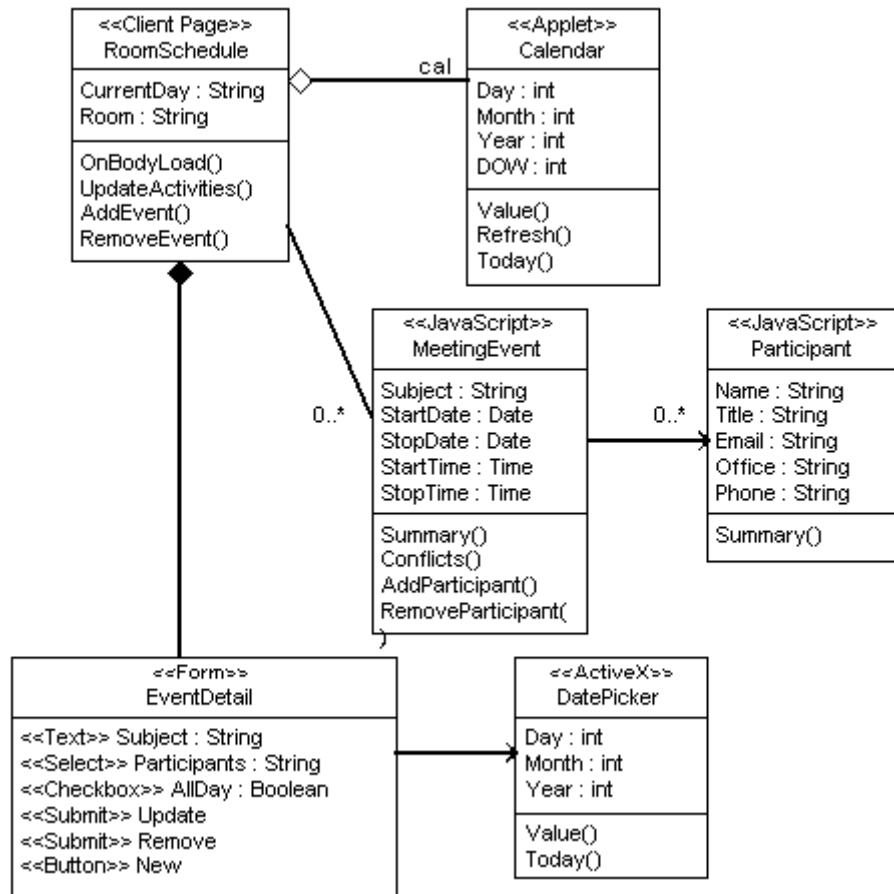 <<Client Page>>
RoomSchedule
CurrentDay : String
Room : String
OnBodyLoad()
UpdateActivities()
AddEvent()
RemoveEvent()
cal
<<Applet>>
Calendar
Day : int
Month : int
Year : int
DOW : int
Value()
Refresh()
Today()
0..*
<<JavaScript>>
MeetingEvent
Subject : String
StartDate : Date
StopDate : Date
StartTime : Time
StopTime : Time
Summary()
Conflicts()
AddParticipant()
RemoveParticipant(
)
0..*
<<JavaScript>>
Participant
Name : String
Title : String
Email : String
Office : String
Phone : String
Summary()
<<Form>>
EventDetail
<<Text>> Subject : String
<<Select>> Participants : String
<<Checkbox>> AllDay : Boolean
<<Submit>> Update
<<Submit>> Remove
<<Button>> New
<<ActiveX>>
DatePicker
Day : int
Month : int
Year : int
Value()
Today()